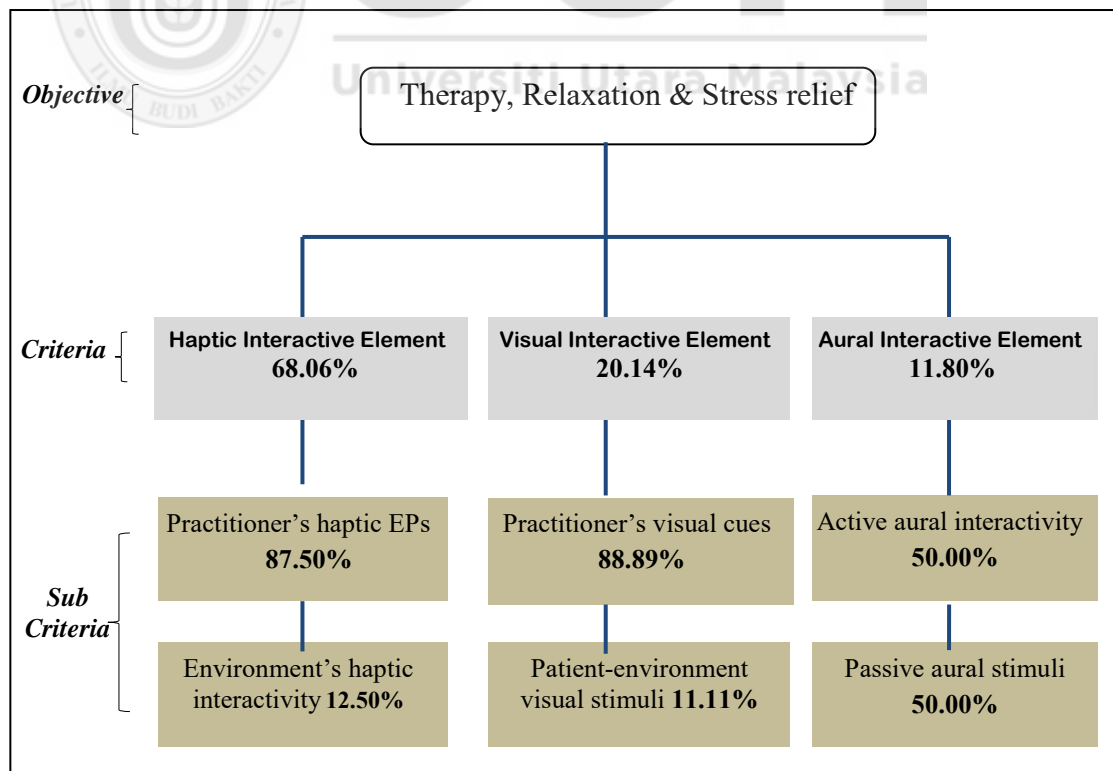 Universiti Utara Malaysia
BUDI BAKTI
Objective
Therapy, Relaxation & Stress relief
Criteria
Haptic Interactive Element
68.06%
Visual Interactive Element
20.14%
Aural Interactive Element
11.80%
Sub
Criteria
Practitioner’s haptic EPs
87.50%
Practitioner’s visual cues
88.89%
Active aural interactivity
50.00%
Environment’s haptic
interactivity 12.50%
Patient-environment
visual stimuli 11.11%
Passive aural stimuli
50.00%